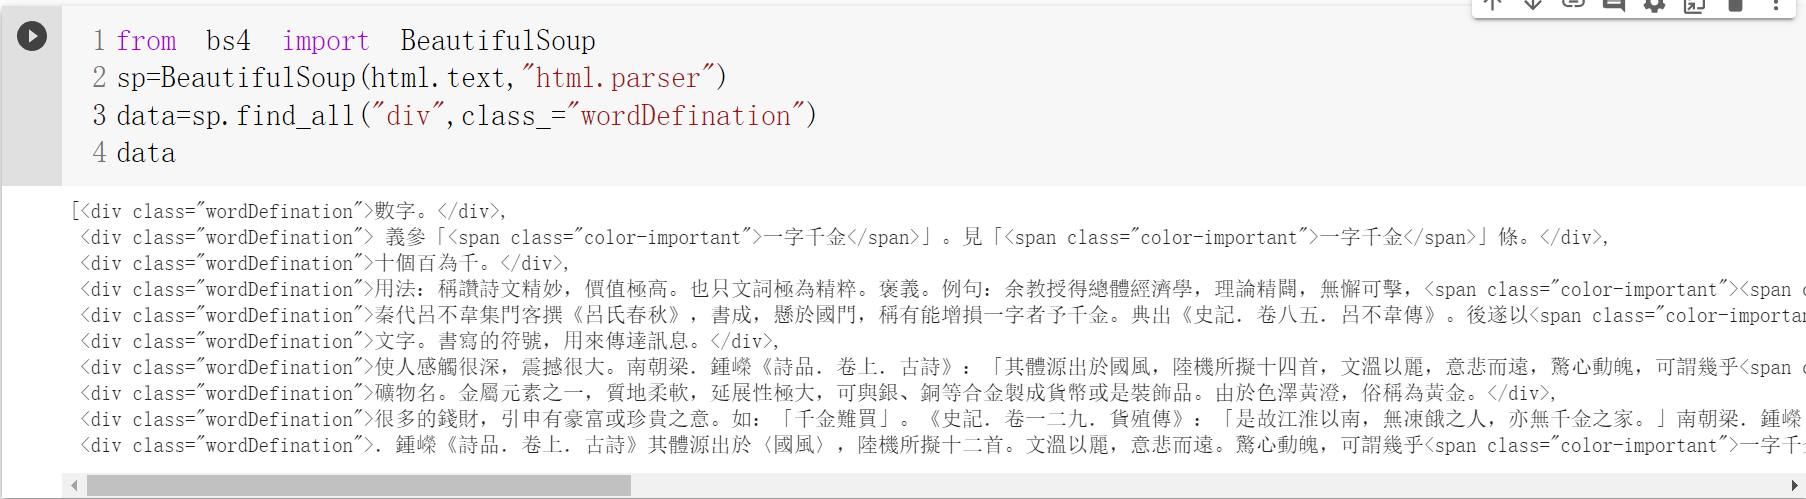 1 from  bs4  import  BeautifulSoup
2 sp=BeautifulSoup(html.text,"html.parser")
3 data=sp.find_all("div",class_="wordDefination")
4 data
[<div class="wordDefination">數字。</div>,
<div class="wordDefination"> 義參「<span class="color-important">一字千金</span>」。見「<span class="color-important">一字千金</span>」條。</div>,
<div class="wordDefination">十個百為千。</div>,
<div class="wordDefination">用法：稱讚詩文精妙，價值極高。也只文詞極為精粹。褒義。例句：余教授得總體經濟學，理論精闢，無懈可擊，<span class="color-important"><span c
<div class="wordDefination">秦代呂不韋集門客撰《呂氏春秋》，書成，懸於國門，稱有能增損一字者予千金。典出《史記．卷八五．呂不韋傳》。後遂以<span class="color-importan
<div class="wordDefination">文字。書寫的符號，用來傳達訊息。</div>,
<div class="wordDefination">使人感觸很深，震撼很大。南朝梁．鍾嶸《詩品．卷上．古詩》：「其體源出於國風，陸機所擬十四首，文溫以麗，意悲而遠，驚心動魄，可謂幾乎<span c
<div class="wordDefination">礦物名。金屬元素之一，質地柔軟，延展性極大，可與銀、銅等合金製成貨幣或是裝飾品。由於色澤黃澄，俗稱為黃金。</div>,
<div class="wordDefination">很多的錢財，引申有豪富或珍貴之意。如：「千金難買」。《史記．卷一二九．貨殖傳》：「是故江淮以南，無凍餓之人，亦無千金之家。」南朝梁．鍾嶸
<div class="wordDefination">．鍾嶸《詩品．卷上．古詩》其體源出於〈國風〉，陸機所擬十二首。文溫以麗，意悲而遠。驚心動魄，可謂幾乎<span class="color-important">一字千